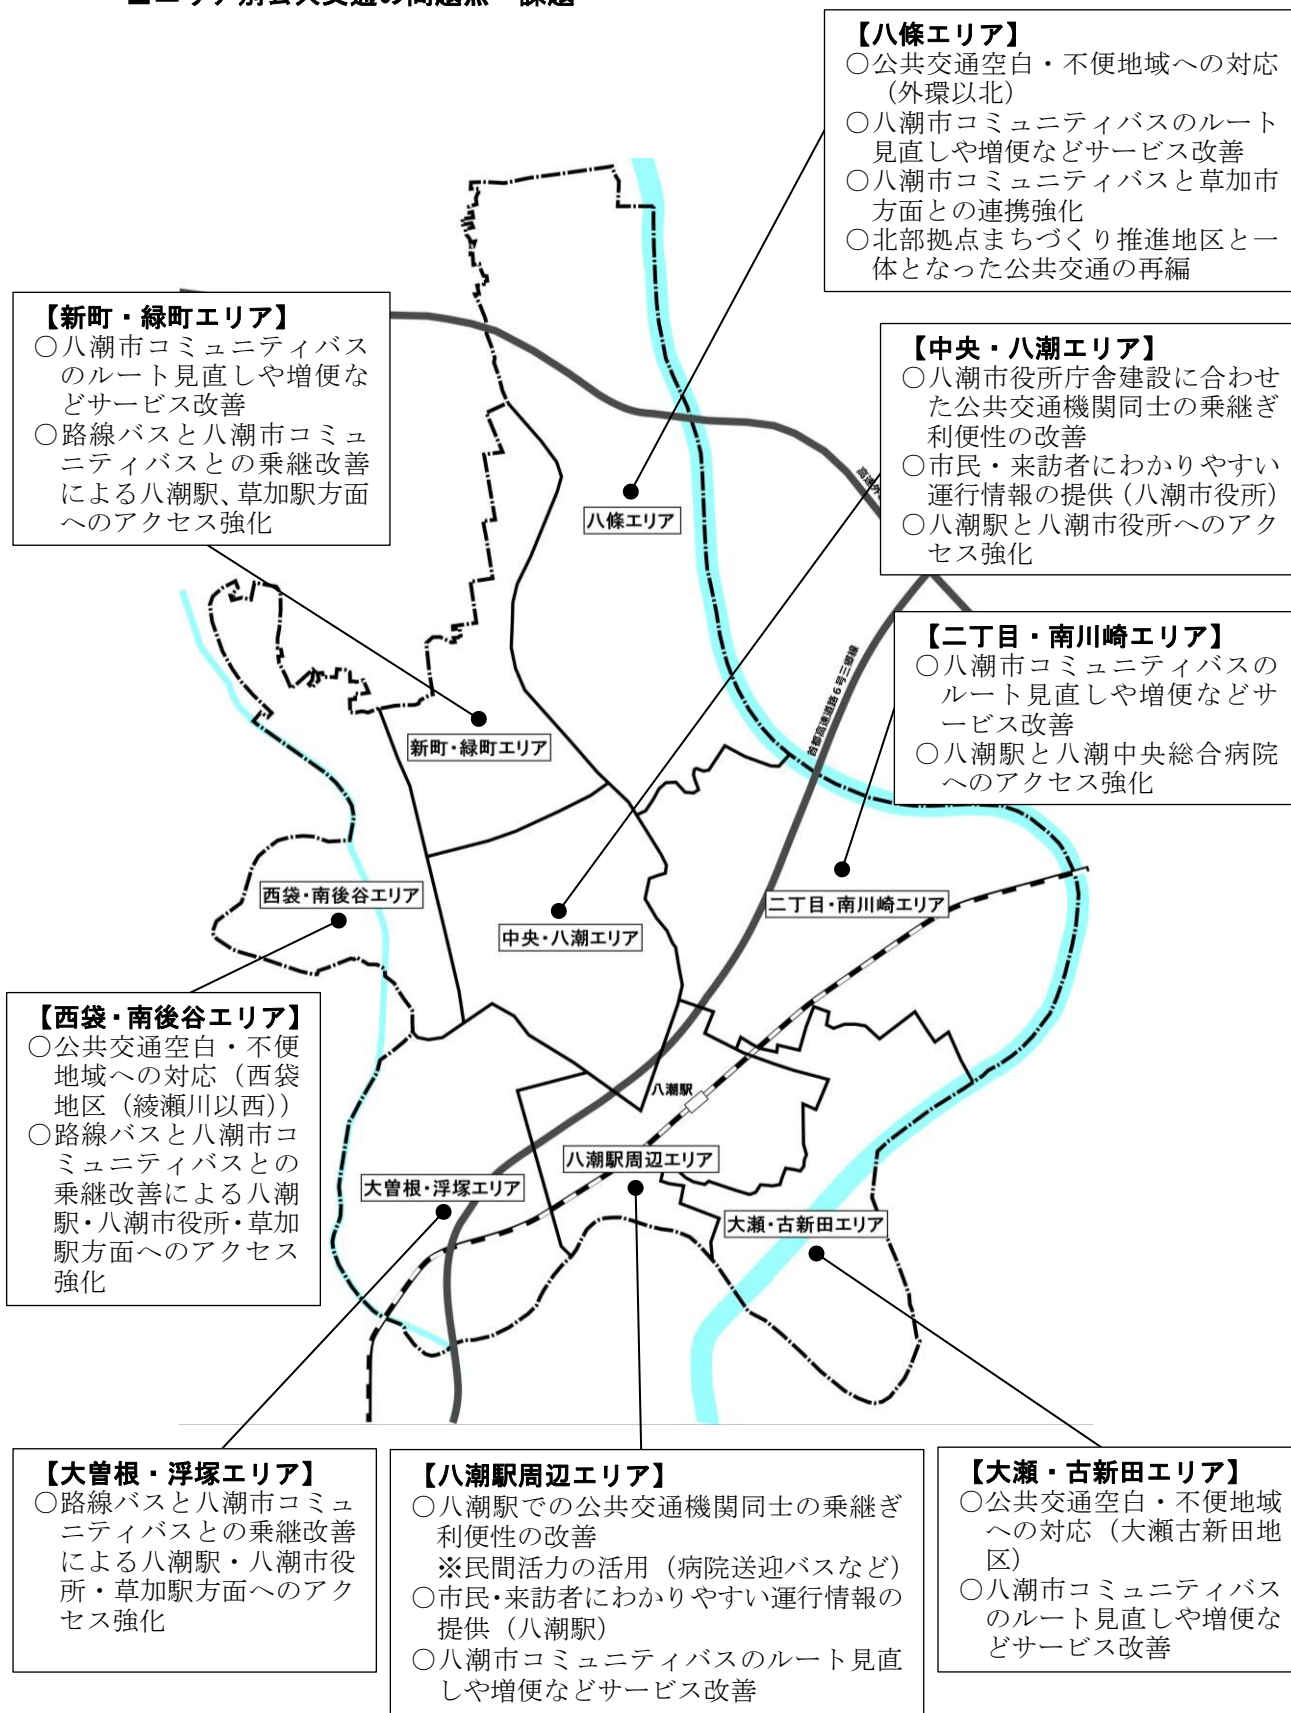 ■エリア別公共交通の問題点・課題
【八條エリア】
○公共交通空白・不便地域への対応
（外環以北）
○八潮市コミュニティバスのルート
見直しや増便などサービス改善
○八潮市コミュニティバスと草加市
方面との連携強化
○北部拠点まちづくり推進地区と一
体となった公共交通の再編
【新町・緑町エリア】
○八潮市コミュニティバス
のルート見直しや増便な
どサービス改善
○路線バスと八潮市コミュ
ニティバスとの乗継改善
による八潮駅、草加駅方面
へのアクセス強化
【中央・八潮エリア】
○八潮市役所庁舎建設に合わせ
た公共交通機関同士の乗継ぎ
利便性の改善
○市民・来訪者にわかりやすい
運行情報の提供（八潮市役所）
○八潮駅と八潮市役所へのアク
セス強化
高速外
八條エリア
【二丁目・南川崎エリア】
○八潮市コミュニティバスの
ルート見直しや増便などサ
ービス改善
○八潮駅と八潮中央総合病院
へのアクセス強化
首都高速道路6号三郷線
新町・緑町エリア
西袋・南後谷エリア
二丁目・南川崎エリア
中央・八潮エリア
【西袋・南後谷エリア】
○公共交通空白・不便
地域への対応（西袋
地区（綾瀬川以西））
○路線バスと八潮市コ
ミュニティバスとの
乗継改善による八潮
駅・八潮市役所・草加
駅方面へのアクセス
強化
八潮駅
八潮駅周辺エリア
大曽根・浮塚エリア
大瀬・古新田エリア
【大曽根・浮塚エリア】
○路線バスと八潮市コミュ
ニティバスとの乗継改善
による八潮駅・八潮市役
所・草加駅方面へのアク
セス強化
【八潮駅周辺エリア】
○八潮駅での公共交通機関同士の乗継ぎ
利便性の改善
※民間活力の活用（病院送迎バスなど）
○市民・来訪者にわかりやすい運行情報の
提供（八潮駅）
○八潮市コミュニティバスのルート見直
しや増便などサービス改善
【大瀬・古新田エリア】
○公共交通空白・不便地域
への対応（大瀬古新田地
区）
○八潮市コミュニティバス
のルート見直しや増便な
どサービス改善